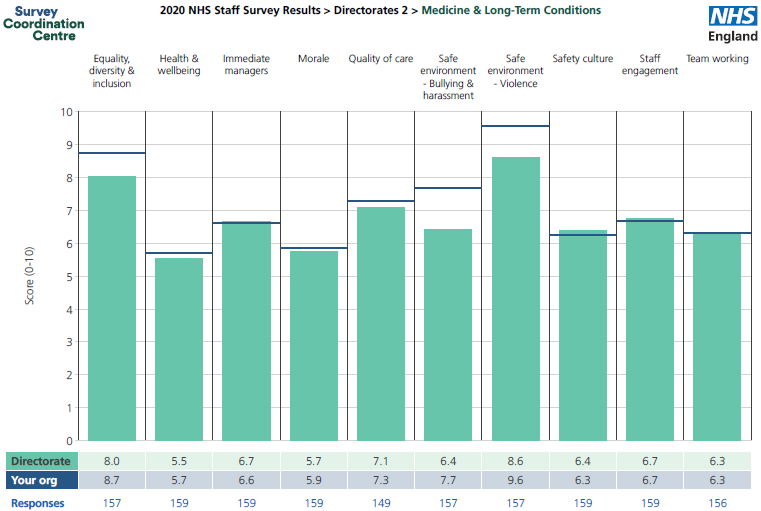 Survey
Coordination
Centre
2020 NHS Staff Survey Results > Directorates 2 > Medicine & Long-Term Conditions
NHS
England
Equality,
diversity &
inclusion
Health &
wellbeing
Immediate
managers
Morale
Quality of care
Safe
environment
- Bullying &
harassment
Safe
environment
- Violence
Safety culture
Staff
engagement
Team working
Score (0-10)
10
9
8
7
6
5
4
3
2
1
0
Directorate 8.0 5.5 6.7 5.7 7.1 6.4 8.6 6.4 6.7 6.3
Your org 8.7 5.7 6.6 5.9 7.3 7.7 9.6 6.3 6.7 6.3
Responses 157 159 159 159 149 157 157 159 159 156